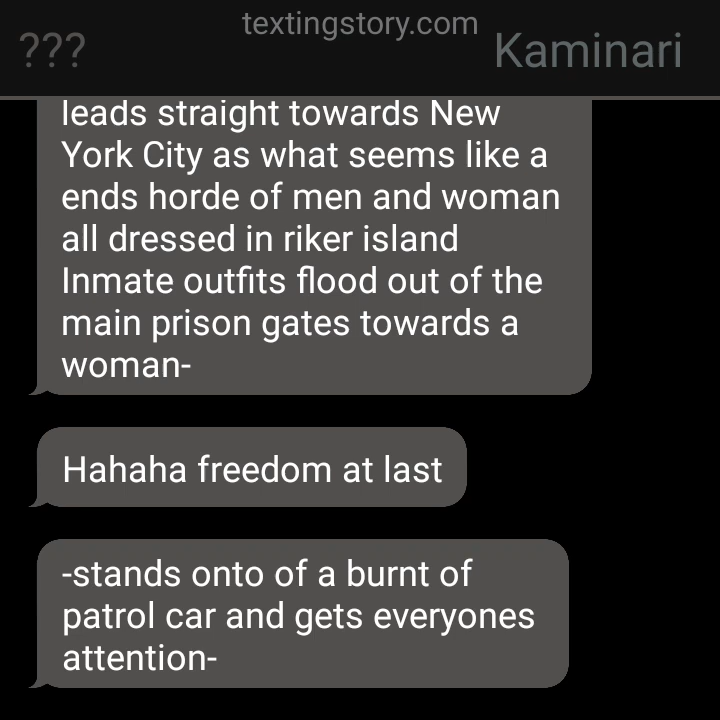 textingstory.com
???
Kaminari
leads straight towards New
York City as what seems like a
ends horde of men and woman
all dressed in riker island
Inmate outfits flood out of the
main prison gates towards a
woman-
Hahaha freedom at last
-stands onto of a burnt of
patrol car and gets everyones
attention-